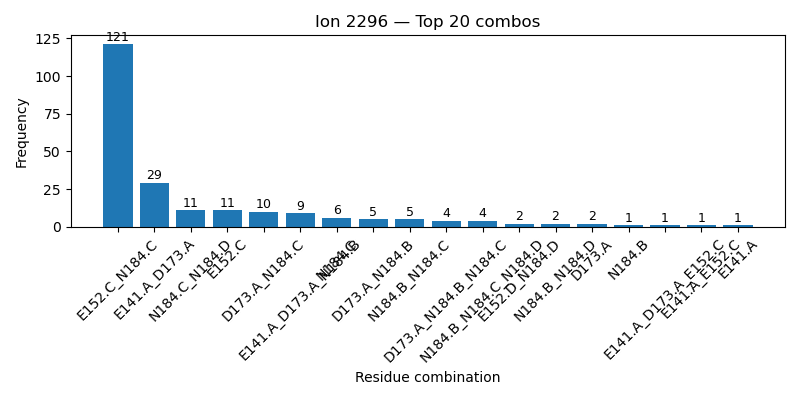 Ion 2296 — Top 20 combos
Frequency
125
100
75
50
25
0
121
29
11
11
10
9
6
5
5
4
4
2
2
2
1
1
1
1
E152.C_N184.C
E141.A_D173.A
N184.C_N184.D
E152.C
D173.A_N184.C
E141.A_D173.A_N184.B
N184.C
D173.A_N184.B
N184.B_N184.C
D173.A_N184.B_N184.C
N184.B_N184.C_N184.D
E152.D_N184.D
N184.B_N184.D
D173.A
N184.B
E141.A_D173.A_E152.C
E141.A_E152.C
E141.A
Residue combination